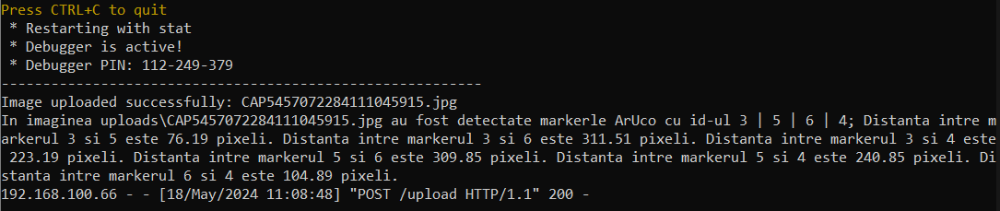 Press CTRL+C to quit
 * Restarting with stat
 * Debugger is active!
 * Debugger PIN: 112-249-379
----------------------------------------------------------
Image uploaded successfully: CAP5457072284111045915.jpg
In imaginea uploads\CAP5457072284111045915.jpg au fost detectate markerle ArUco cu id-ul 3 | 5 | 6 | 4; Distanta intre m
arkerul 3 si 5 este 76.19 pixeli. Distanta intre markerul 3 si 6 este 311.51 pixeli. Distanta intre markerul 3 si 4 este
 223.19 pixeli. Distanta intre markerul 5 si 6 este 309.85 pixeli. Distanta intre markerul 5 si 4 este 240.85 pixeli. Di
stanta intre markerul 6 si 4 este 104.89 pixeli.
192.168.100.66 - - [18/May/2024 11:08:48] "POST /upload HTTP/1.1" 200 -